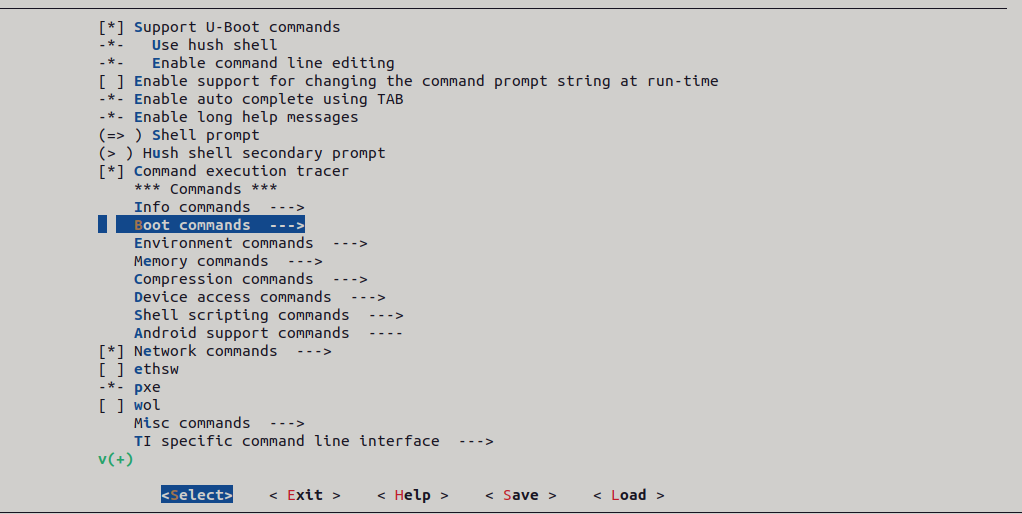 [*] Support U-Boot commands
-*-   Use hush shell
-*-   Enable command line editing
[ ] Enable support for changing the command prompt string at run-time
-*- Enable auto complete using TAB
-*- Enable long help messages
(=> ) Shell prompt
(> ) Hush shell secondary prompt
[*] Command execution tracer
    *** Commands ***
    Info commands  --->
    Boot commands  --->
    Environment commands  --->
    Memory commands  --->
    Compression commands  --->
    Device access commands  --->
    Shell scripting commands  --->
    Android support commands  ----
[*] Network commands  --->
[ ] ethsw
-*- pxe
[ ] wol
    Misc commands  --->
    TI specific command line interface  --->
v(+)
<Select>    < Exit >    < Help >    < Save >    < Load >